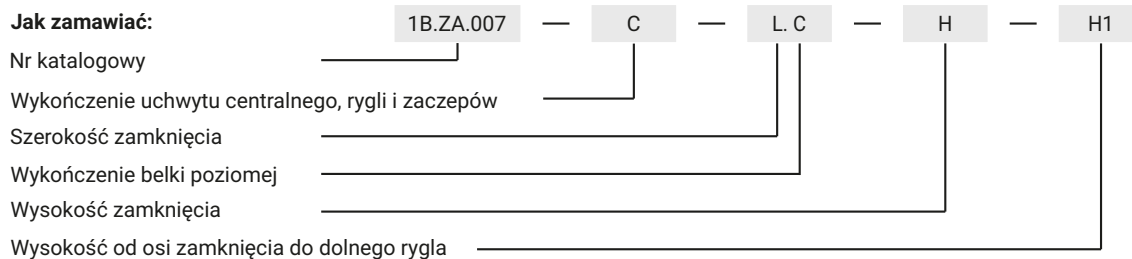 Jak zamawiać: 1B.ZA.007 — C — L. C — H — H1
Nr katalogowy
Wykończenie uchwytu centralnego, rygli i zaczepów
Szerokość zamknięcia
Wykończenie belki poziomej
Wysokość zamknięcia
Wysokość od osi zamknięcia do dolnego rygla